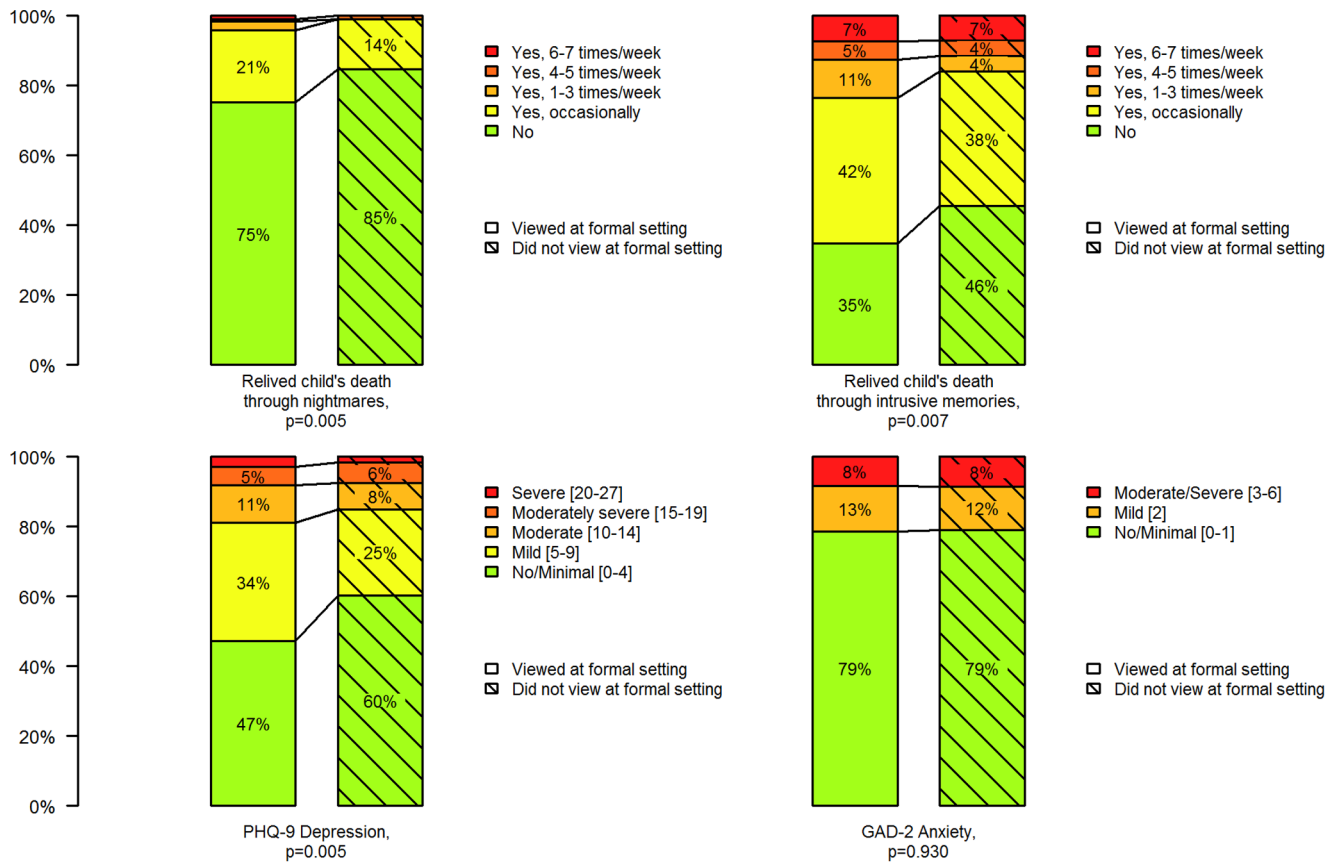 100%
80%
60%
40%
20%
0%
21%
75%
14%
85%
Yes, 6-7 times/week
Yes, 4-5 times/week
Yes, 1-3 times/week
Yes, occasionally
No
Viewed at formal setting
Did not view at formal setting
Relived child's death
through nightmares,
p=0.005
7%
5%
11%
42%
35%
7%
4%
4%
38%
46%
Yes, 6-7 times/week
Yes, 4-5 times/week
Yes, 1-3 times/week
Yes, occasionally
No
Viewed at formal setting
Did not view at formal setting
Relived child's death
through intrusive memories,
p=0.007
100%
80%
60%
40%
20%
0%
5%
11%
34%
47%
6%
8%
25%
60%
Severe [20-27]
Moderately severe [15-19]
Moderate [10-14]
Mild [5-9]
No/Minimal [0-4]
Viewed at formal setting
Did not view at formal setting
PHQ-9 Depression,
p=0.005
8%
13%
79%
8%
12%
79%
Moderate/Severe [3-6]
Mild [2]
No/Minimal [0-1]
Viewed at formal setting
Did not view at formal setting
GAD-2 Anxiety,
p=0.930